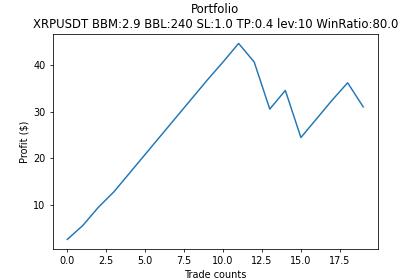 Portfolio
XRPUSDT BBM:2.9 BBL:240 SL:1.0 TP:0.4 lev:10 WinRatio:80.0
40
30
20
10
Profit ($)
0.0 2.5 5.0 7.5 10.0 12.5 15.0 17.5
Trade counts